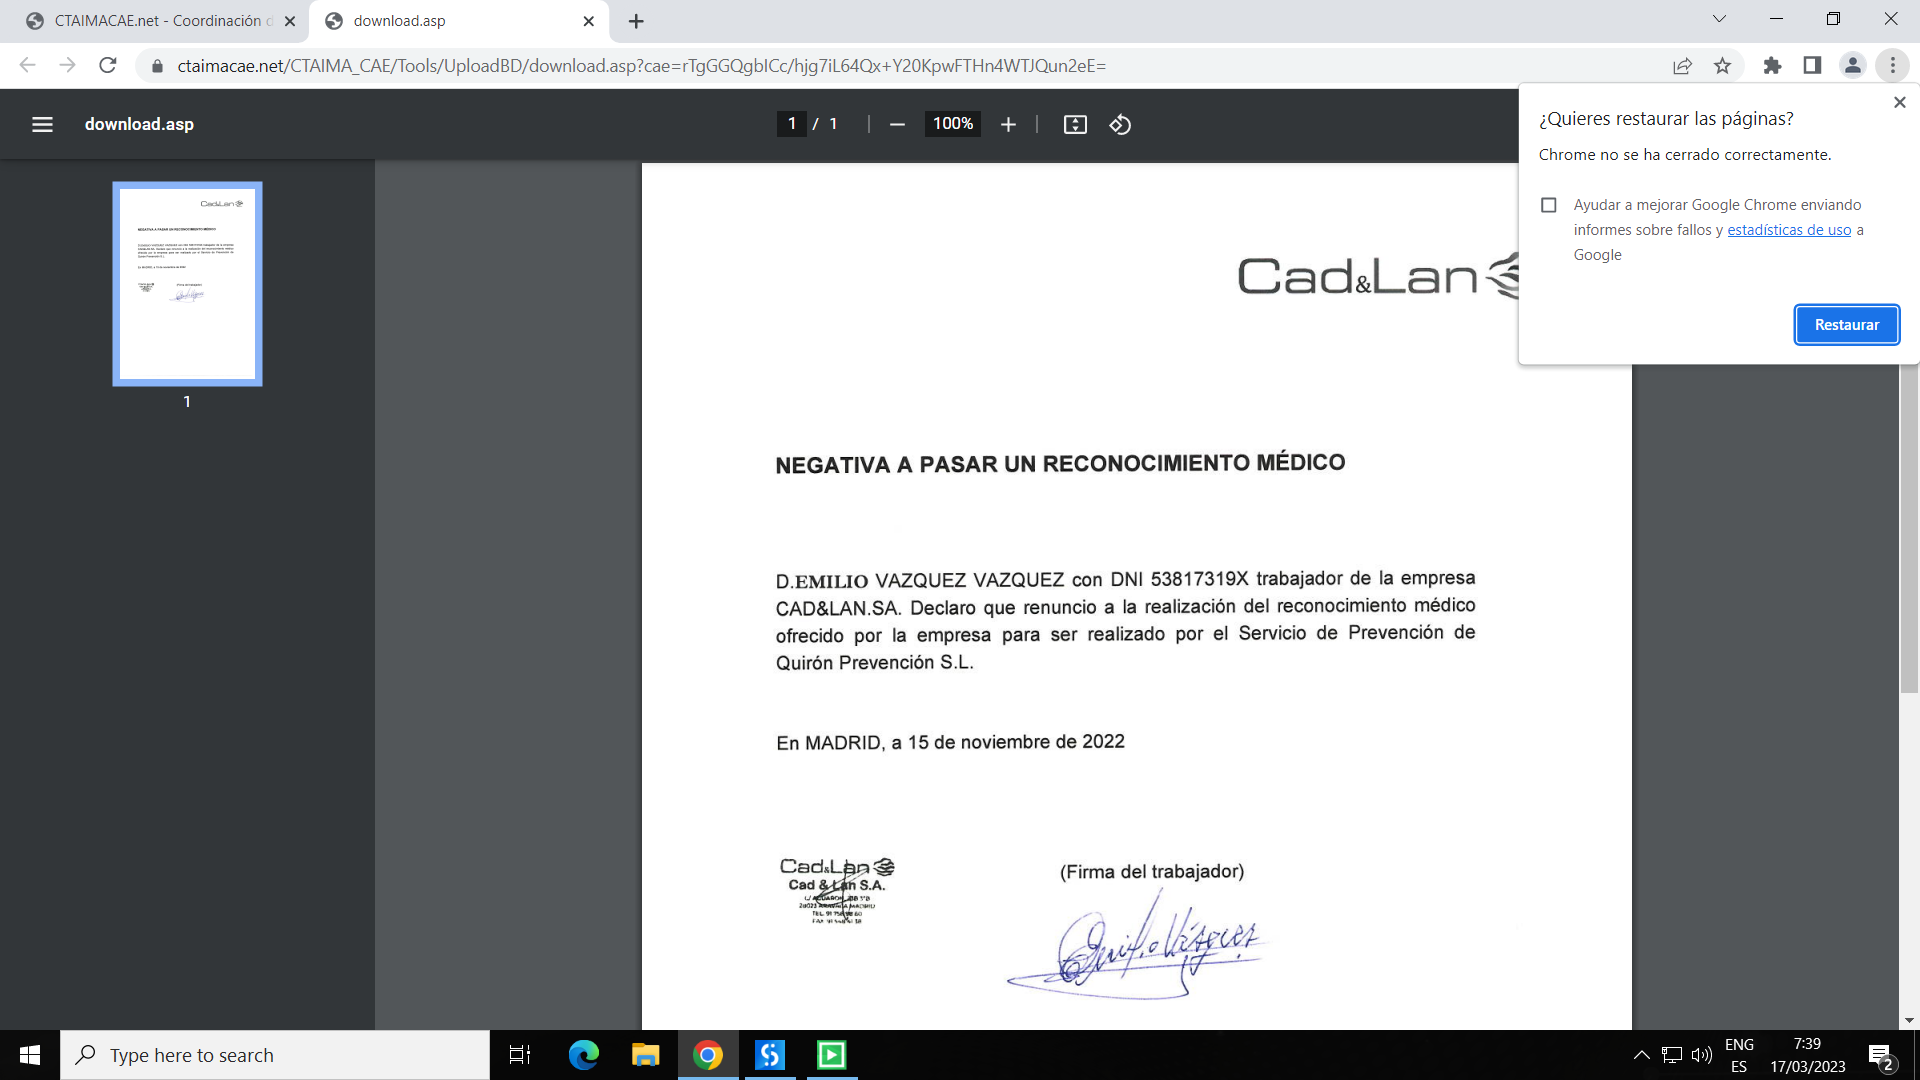 CTAIMACAE.net - Coordinación d
download.asp
ctaimacae.net/CTAIMA_CAE/Tools/UploadBD/download.asp?cae=rTgGGQgbICc/hjg7iL64Qx+Y20KpwFTHn4WTJQun2eE=
download.asp
1 / 1
100%
¿Quieres restaurar las páginas?
Chrome no se ha cerrado correctamente.
Ayudar a mejorar Google Chrome enviando
informes sobre fallos y estadísticas de uso a
Google
Restaurar
1
Cad&Lan
NEGATIVA A PASAR UN RECONOCIMIENTO MÉDICO
D.EMILIO VAZQUEZ VAZQUEZ con DNI 53817319X trabajador de la empresa
CAD&LAN.SA. Declaro que renuncio a la realización del reconocimiento médico
ofrecido por la empresa para ser realizado por el Servicio de Prevención de
Quirón Prevención S.L.
En MADRID, a 15 de noviembre de 2022
Cad&Lan
Cad & Lan S.A.
(Firma del trabajador)
Emilio Vázquez
Type here to search
ENG
ES
7:39
17/03/2023
2